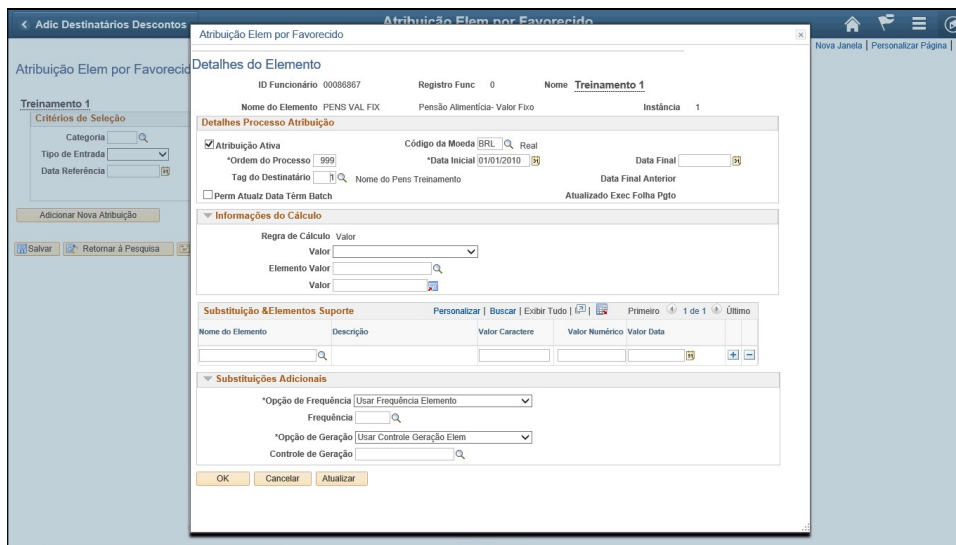 Adic Destinatários Descontos
Atribuição Elem por Favorecido
Nova Janela | Personalizar Página |
Atribuição Elem por Favorecid
Treinamento 1
Critérios de Seleção
Categoria
Tipo de Entrada
Data Referência
Adicionar Nova Atribuição
Salvar Retornar à Pesquisa
Atribuição Elem por Favorecido
Detalhes do Elemento
ID Funcionário 00086867 Registro Func 0 Nome Treinamento 1
Nome do Elemento PENS VAL FIX Pensão Alimentícia- Valor Fixo Instância 1
Detalhes Processo Atribuição
Atribuição Ativa Código da Moeda BRL Real
*Ordem do Processo 999 *Data Inicial 01/01/2010 Data Final
Tag do Destinatário 1 Nome do Pens Treinamento Data Final Anterior
Perm Atualz Data Térm Batch Atualizado Exec Folha Pgto
Informações do Cálculo
Regra de Cálculo Valor
Valor
Elemento Valor
Valor
Substituição &Elementos Suporte Personalizar | Buscar | Exibir Tudo | | Primeiro 1 de 1 Último
Nome do Elemento Descrição Valor Caractere Valor Numérico Valor Data
Substituições Adicionais
*Opção de Frequência Usar Frequência Elemento
Frequência
*Opção de Geração Usar Controle Geração Elem
Controle de Geração
OK Cancelar Atualizar